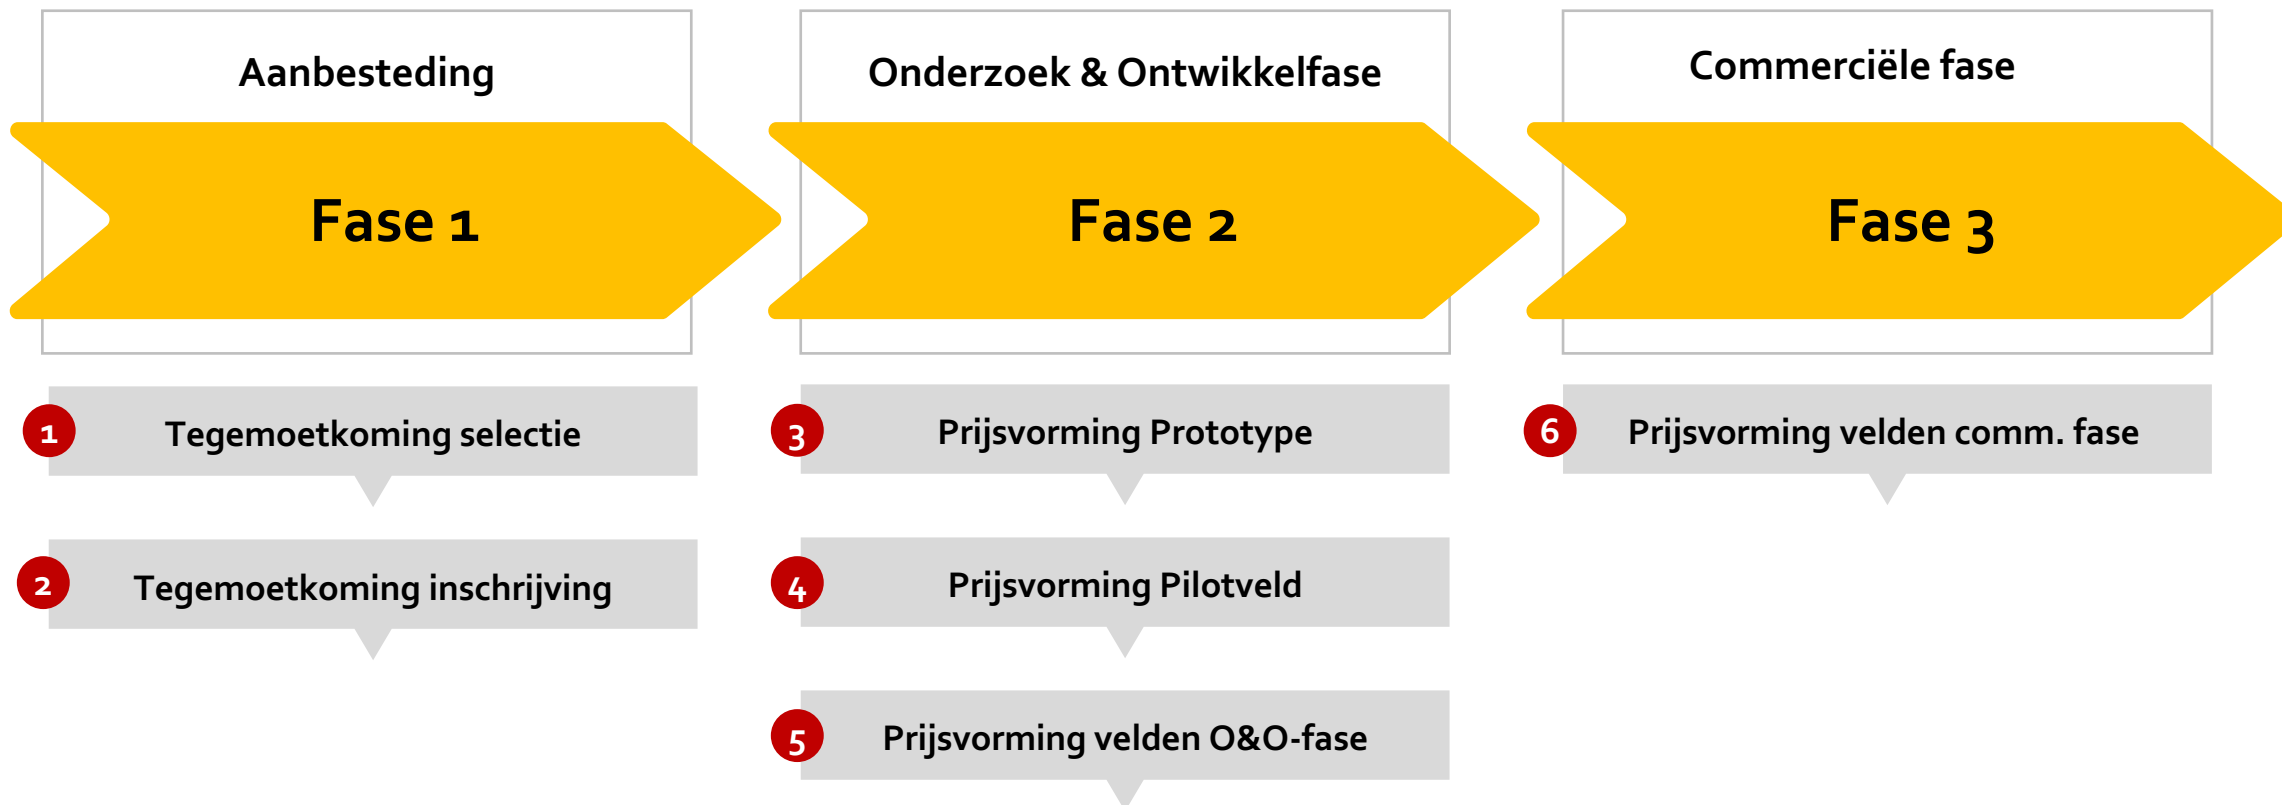 Aanbesteding
Fase 1
1 Tegemoetkoming selectie
2 Tegemoetkoming inschrijving
Onderzoek & Ontwikkelfase
Fase 2
3 Prijsvorming Prototype
4 Prijsvorming Pilotveld
5 Prijsvorming velden O&O-fase
Commerciële fase
Fase 3
6 Prijsvorming velden comm. fase